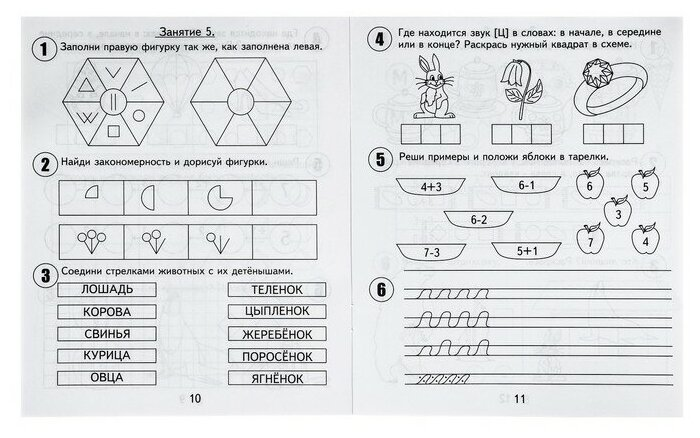 Занятие 5.
1 Заполни правую фигурку так же, как заполнена левая.
2 Найди закономерность и дорисуй фигурки.
3 Соедини стрелками животных с их детёнышами.
ЛОШАДЬ ТЕЛЕНОК
КОРОВА ЦЫПЛЕНОК
СВИНЬЯ ЖЕРЕБЁНОК
КУРИЦА ПОРОСЁНОК
ОВЦА ЯГНЁНОК
10
4 Где находится звук [Ц] в словах: в начале, в середине
или в конце? Раскрась нужный квадрат в схеме.
5 Реши примеры и положи яблоки в тарелки.
4+3 6-1 6 5
6-2 3
7-3 5+1 7 4
6
11